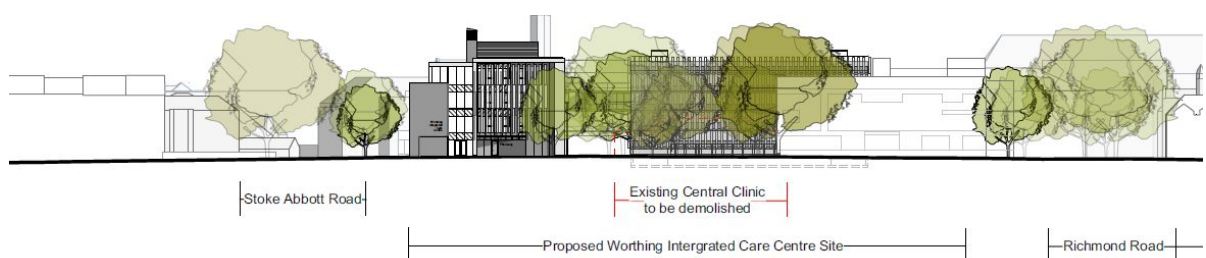 Stoke Abbott Road
Existing Central Clinic
to be demolished
Proposed Worthing Intergrated Care Centre Site
Richmond Road